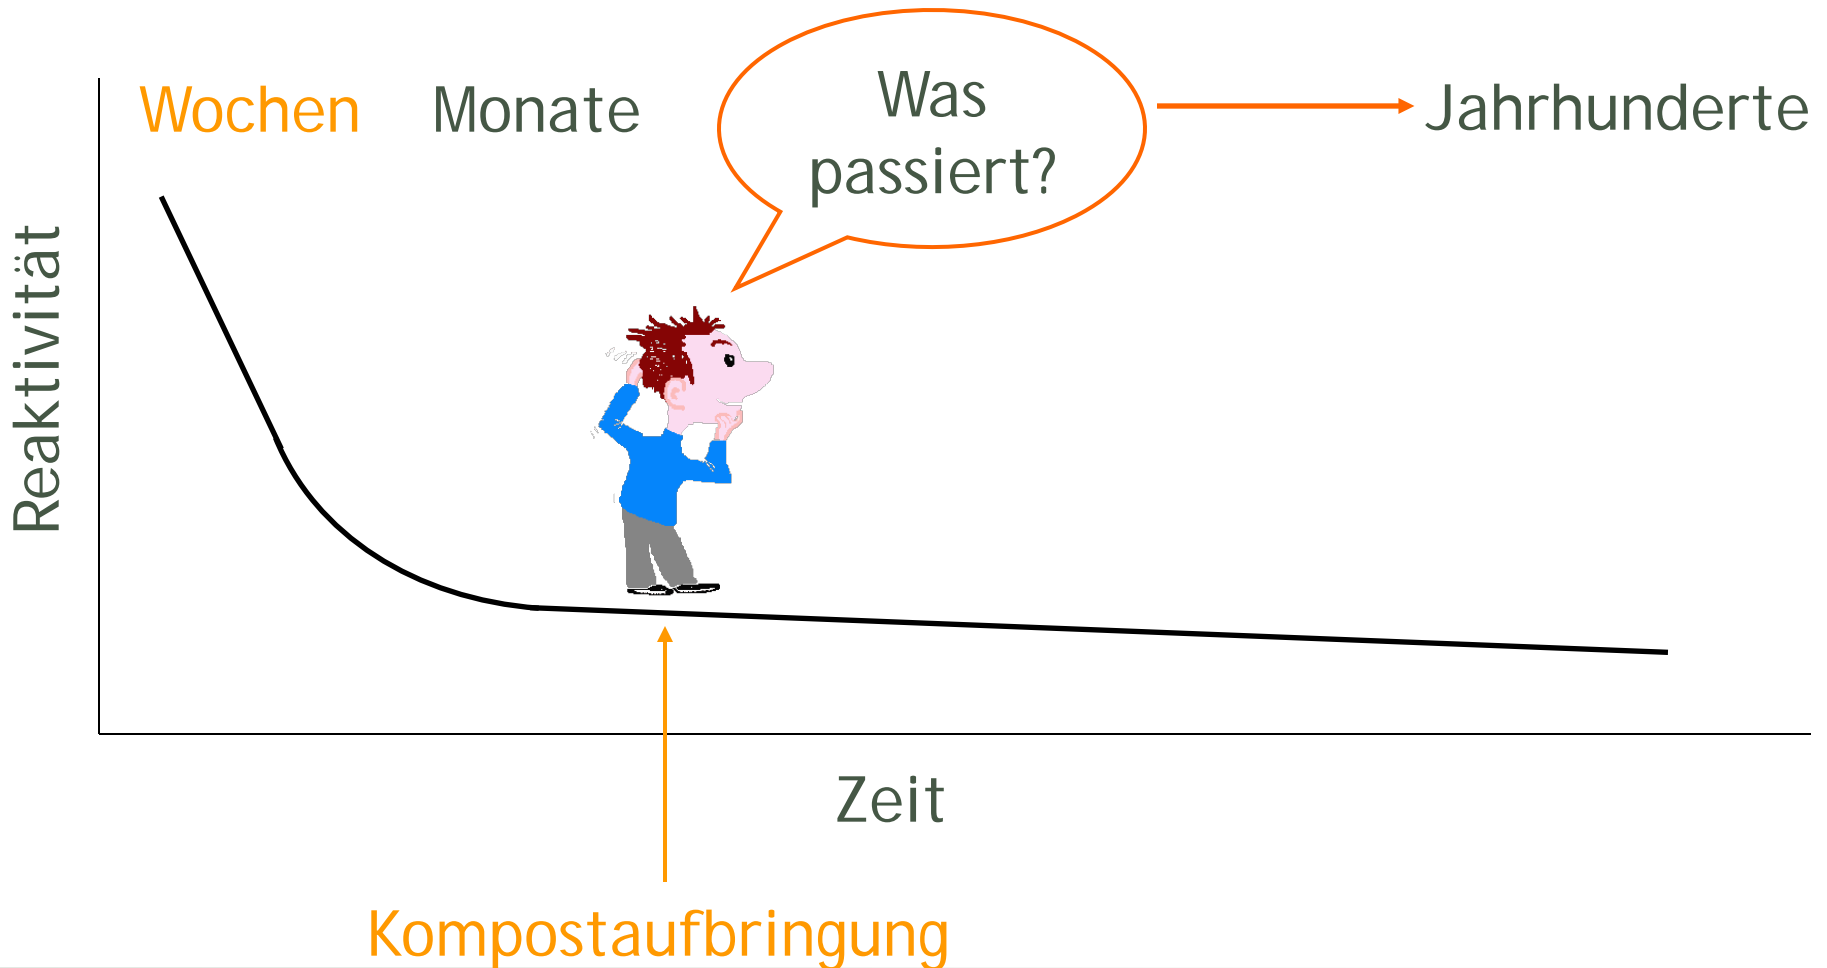 Wochen
Monate
Was
passiert?
Jahrhunderte
Reaktivität
Zeit
Kompostaufbringung